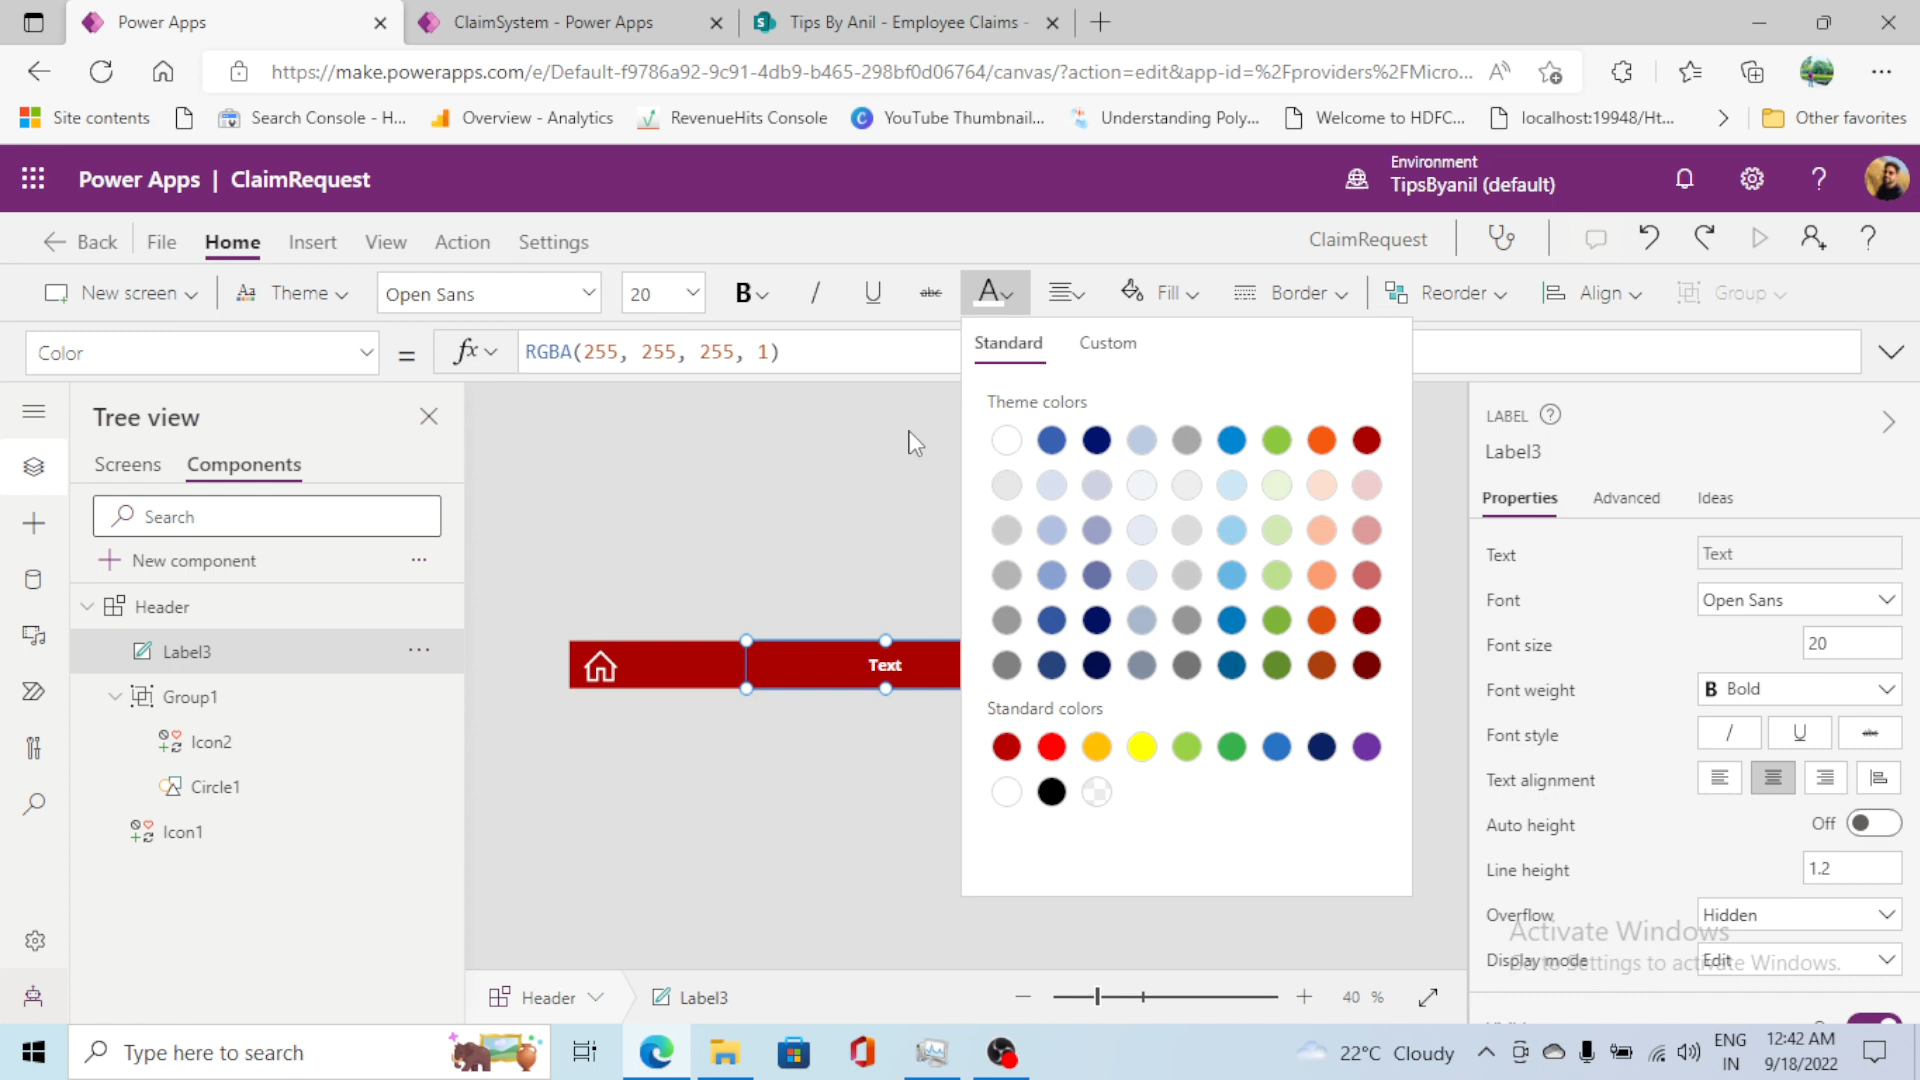 Power Apps
ClaimSystem - Power Apps
Tips By Anil - Employee Claims -
https://make.powerapps.com/e/Default-f9786a92-9c91-4db9-b465-298bf0d06764/canvas/?action=edit&app-id=%2Fproviders%2FMicro...
Site contents
Search Console - H...
Overview - Analytics
RevenueHits Console
YouTube Thumbnail...
Understanding Poly...
Welcome to HDFC...
localhost:19948/Ht...
Other favorites
Power Apps | ClaimRequest
Environment
TipsByanil (default)
Back File Home Insert View Action Settings
ClaimRequest
New screen Theme Open Sans 20 B / U abc A Fill Border Reorder Align Group
Color = fx RGBA(255, 255, 255, 1)
Standard Custom
Theme colors
Standard colors
Tree view
Screens Components
Search
New component ...
Header
Label3 ...
Group1
Icon2
Circle1
Icon1
Text
LABEL ?
Label3
Properties Advanced Ideas
Text Text
Font Open Sans
Font size 20
Font weight B Bold
Font style / U abc
Text alignment
Auto height Off
Line height 1.2
Overflow Hidden
Display mode Edit
Activate Windows
Go to Settings to activate Windows.
Header Label3
40 %
Type here to search
22°C Cloudy
ENG
IN
12:42 AM
9/18/2022